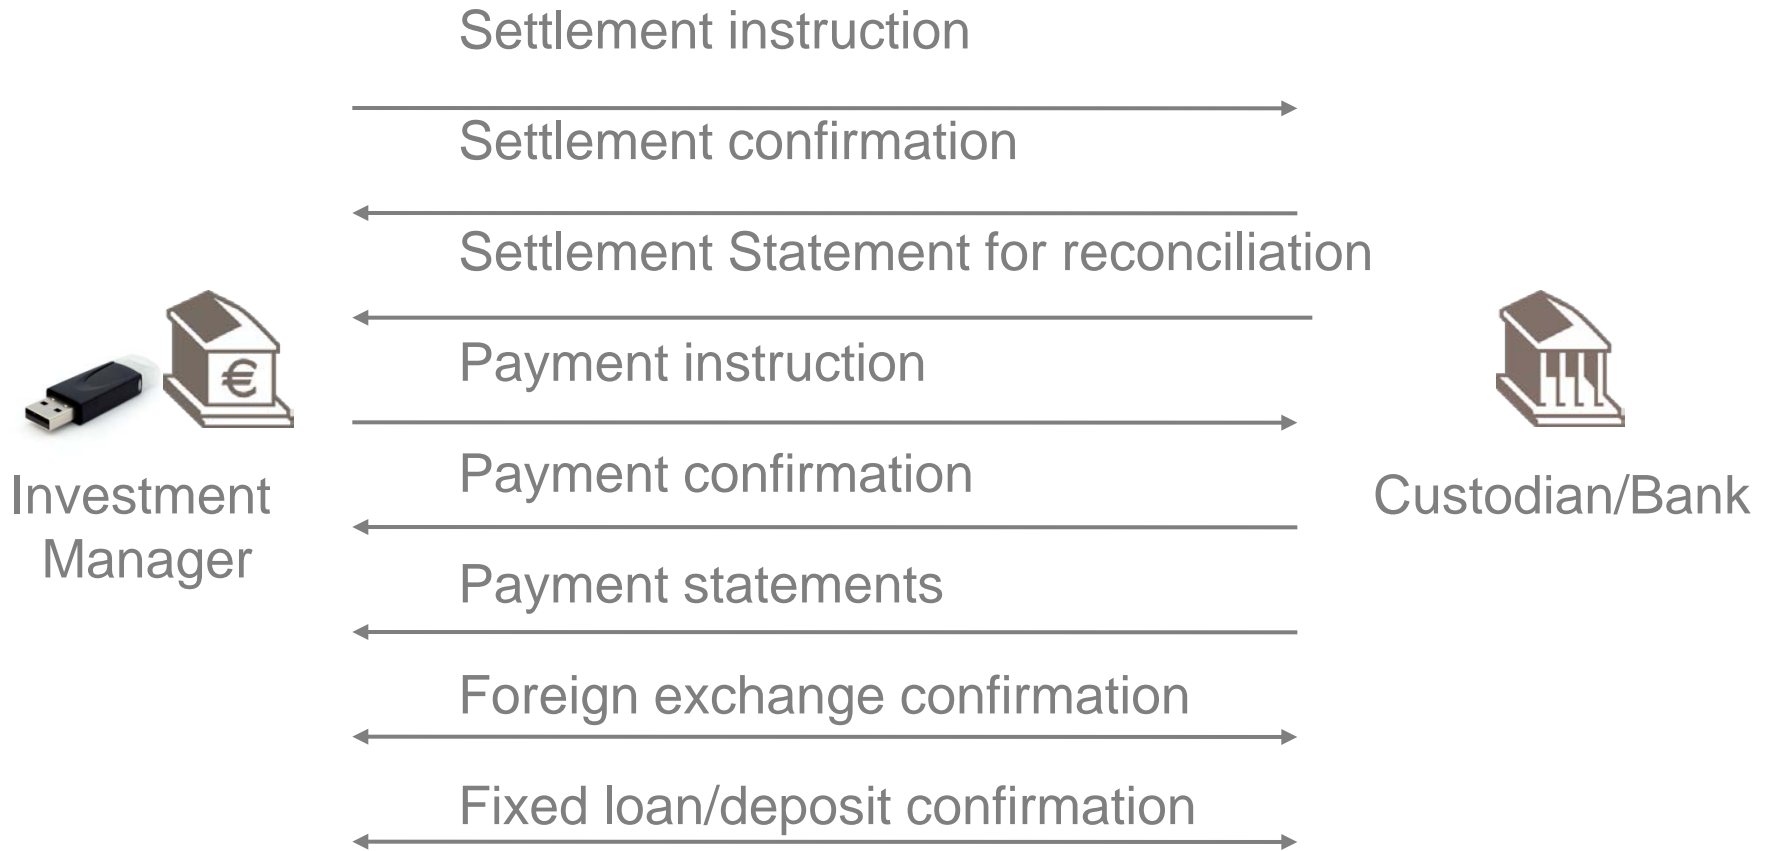 Settlement instruction
Settlement confirmation
Settlement Statement for reconciliation
€
Payment instruction
Payment confirmation
Investment
Manager
Custodian/Bank
Payment statements
Foreign exchange confirmation
Fixed loan/deposit confirmation